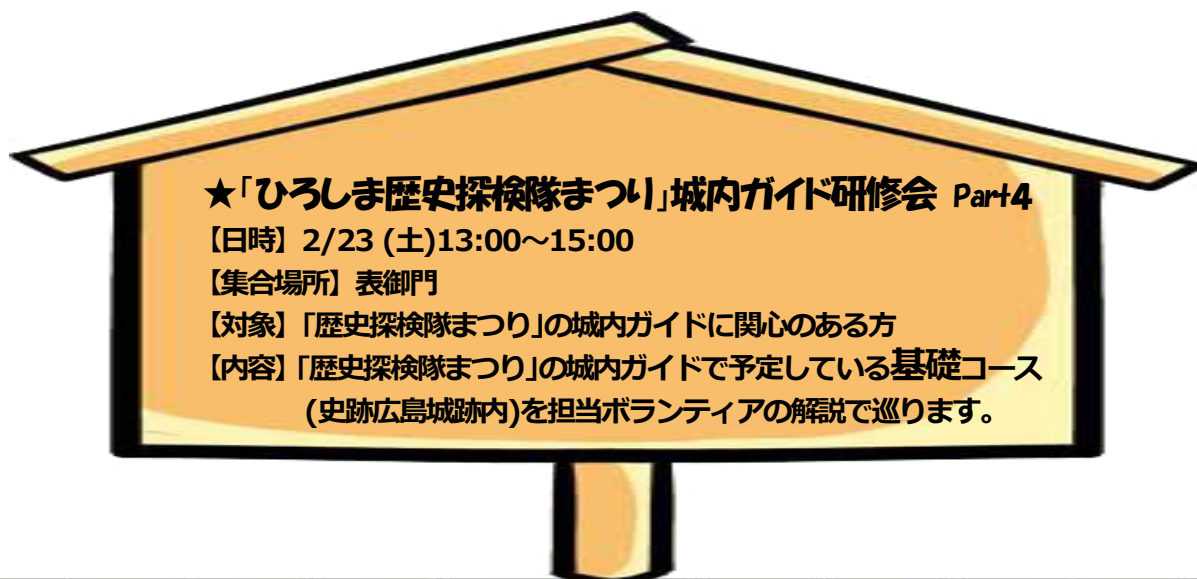 ★「ひろしま歴史探検隊まつり」城内ガイド研修会 Part4
【日時】2/23 (土)13:00～15:00
【集合場所】表御門
【対象】「歴史探検隊まつり」の城内ガイドに関心のある方
【内容】「歴史探検隊まつり」の城内ガイドで予定している基礎コース
(史跡広島城跡内)を担当ボランティアの解説で巡ります。